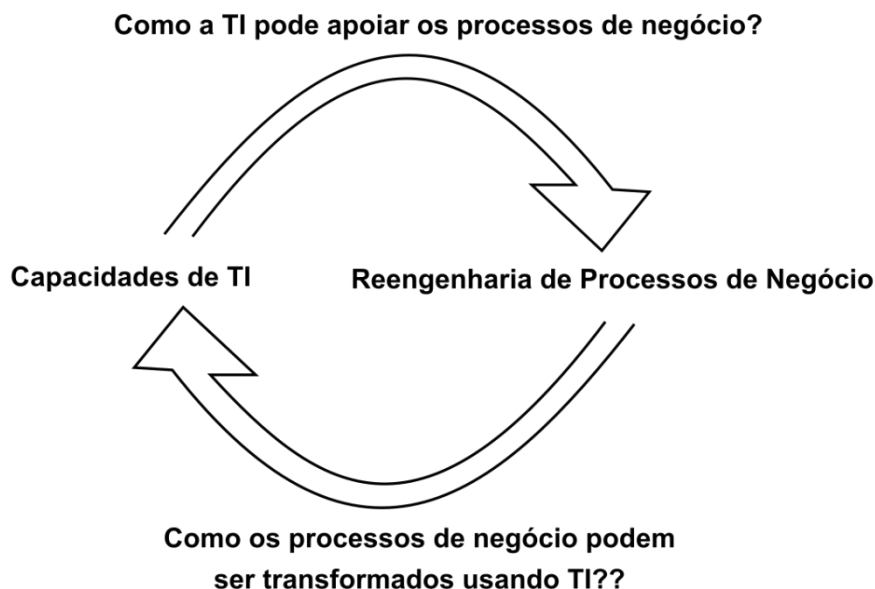 Como a TI pode apoiar os processos de negócio?
Capacidades de TI
Reengenharia de Processos de Negócio
Como os processos de negócio podem
ser transformados usando TI??